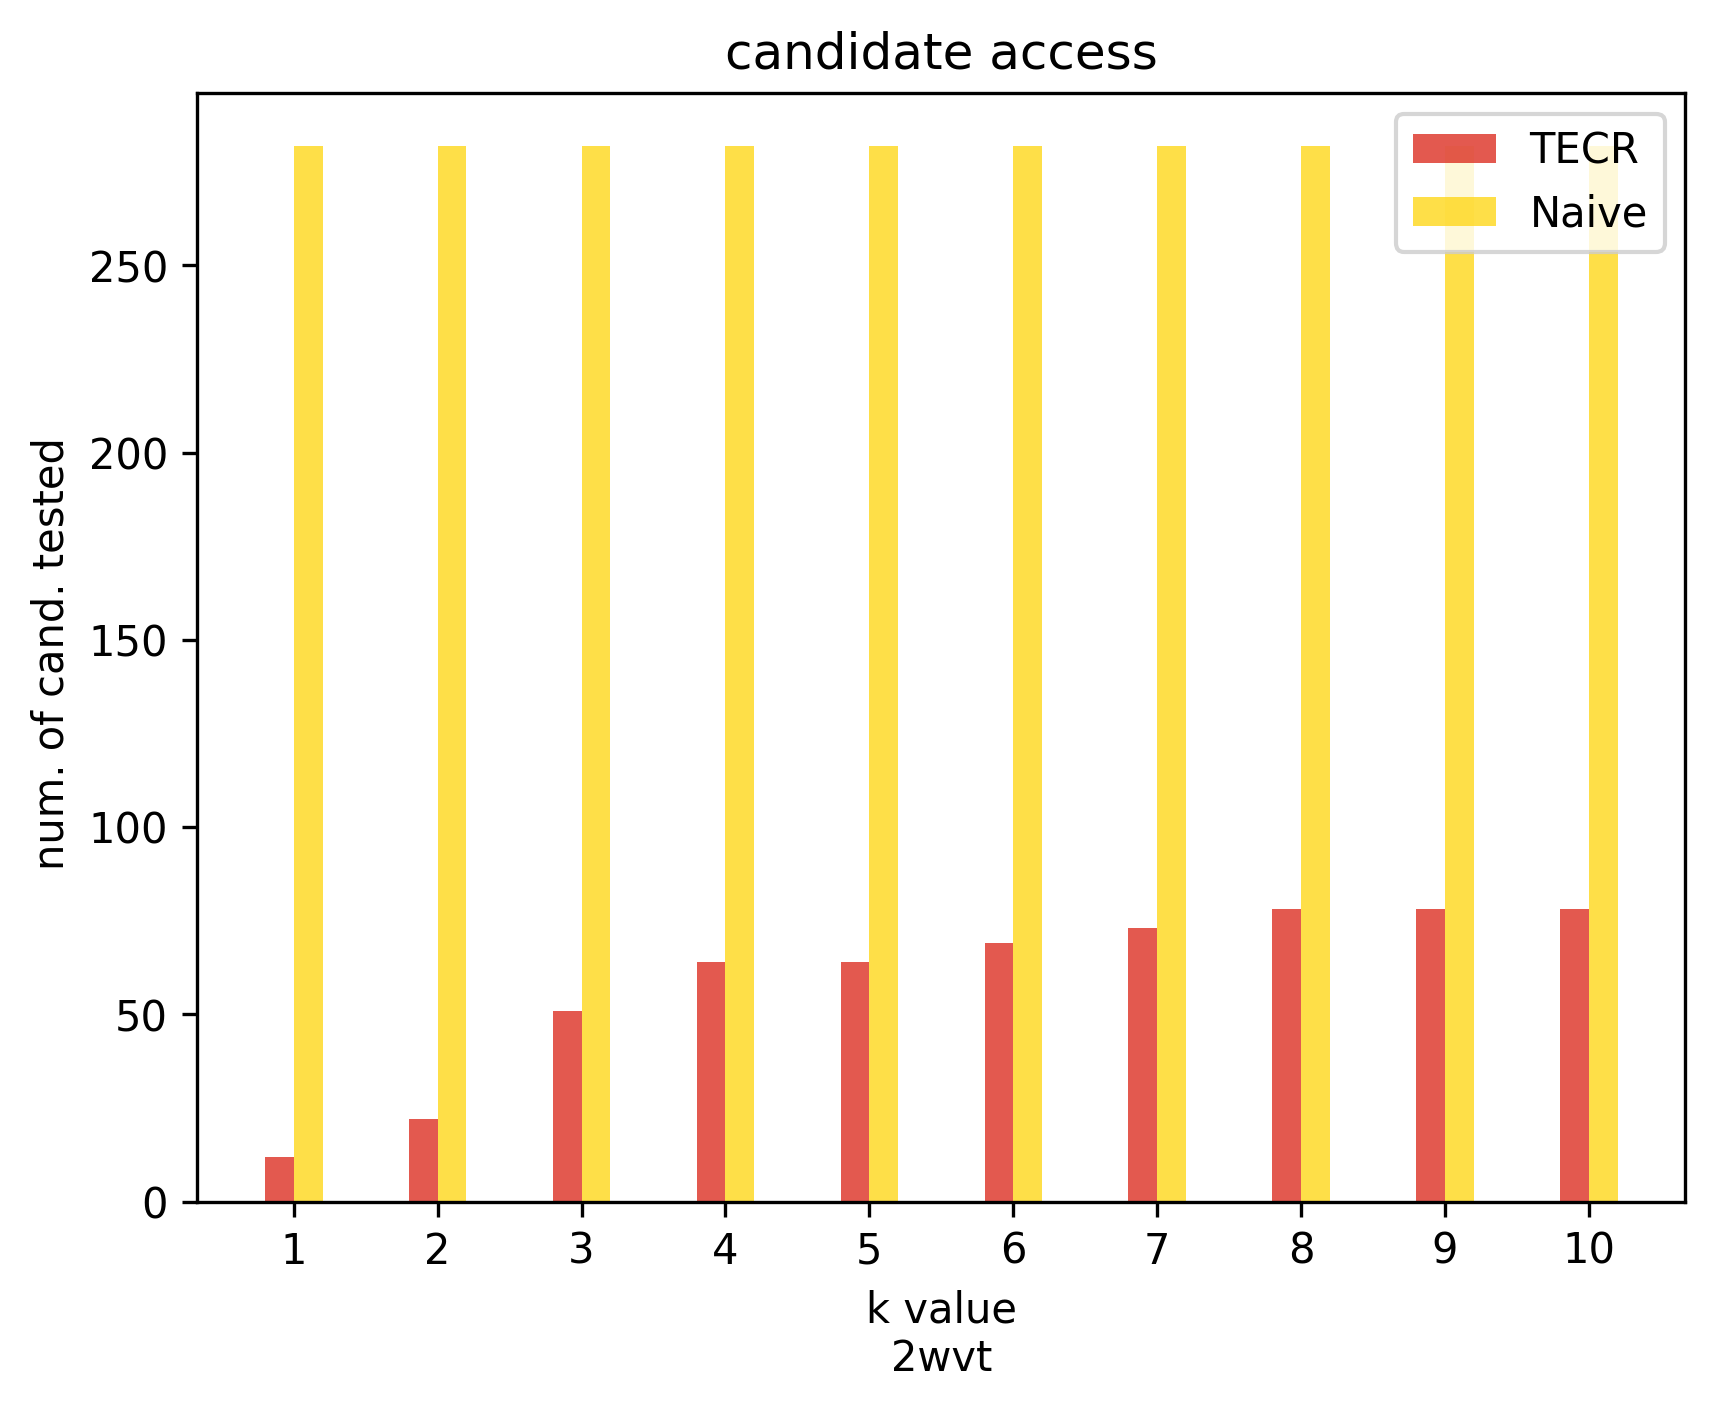 candidate access
TECR
Naive
num. of cand. tested
250
200
150
100
50
0
1 2 3 4 5 6 7 8 9 10
k value
2wvt